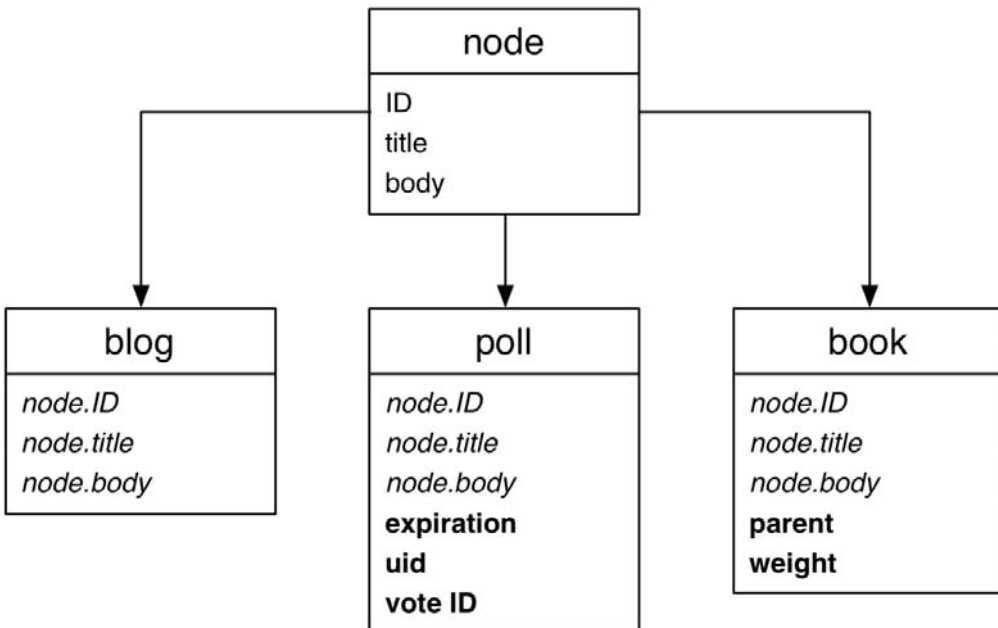 node
ID
title
body
blog
node.ID
node.title
node.body
poll
node.ID
node.title
node.body
expiration
uid
vote ID
book
node.ID
node.title
node.body
parent
weight